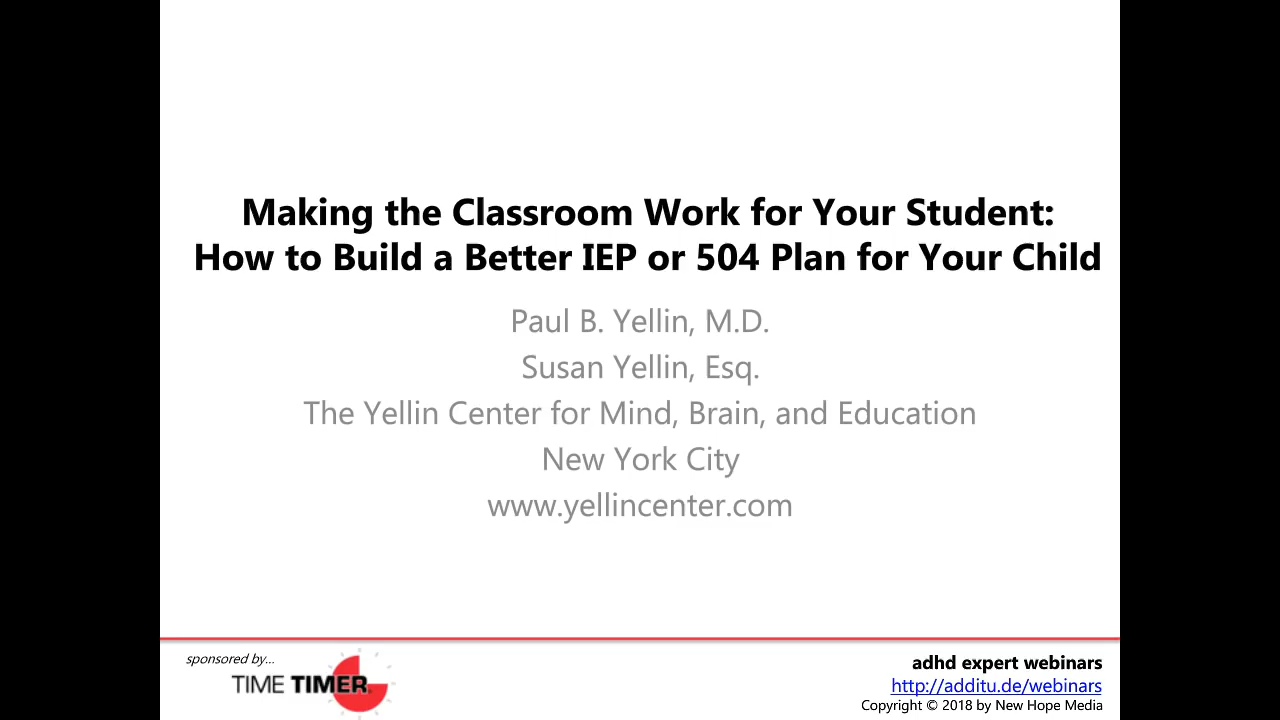 Making the Classroom Work for Your Student:
How to Build a Better IEP or 504 Plan for Your Child
Paul B. Yellin, M.D.
Susan Yellin, Esq.
The Yellin Center for Mind, Brain, and Education
New York City
www.yellincenter.com
sponsored by...
TIME TIMER
adhd expert webinars
http://additu.de/webinars
Copyright © 2018 by New Hope Media